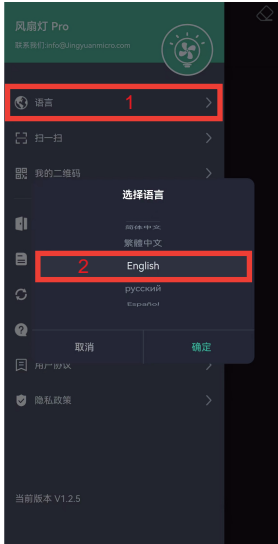 风扇灯 Pro
联系我们:info@Jingyuanmicro.com
语言
1
扫一扫
我的二维码
选择语言
简体中文
繁體中文
2
English
русский
Español
取消
确定
用户协议
隐私政策
当前版本 V1.2.5